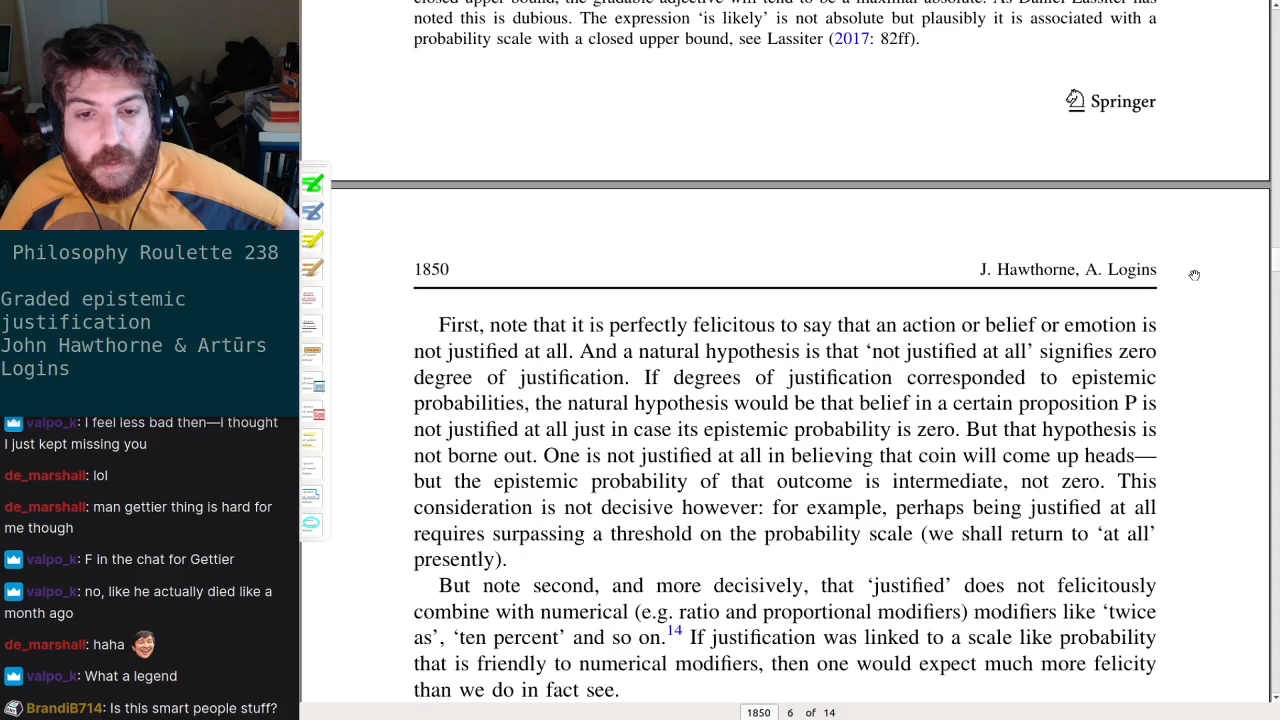 closed upper bound, the gradable adjective will tend to be a maximal absolute. As Daniel Lassiter has
noted this is dubious. The expression ‘is likely’ is not absolute but plausibly it is associated with a
probability scale with a closed upper bound, see Lassiter (2017: 82ff).
Springer
1850
J. Hawthorne, A. Logins
First, note that it is perfectly felicitous to say that an action or belief or emotion is
not justified at all. And a natural hypothesis is that ‘not justified at all’ signifies zero
degree of justification. If degrees of justification corresponded to epistemic
probabilities, the natural hypothesis would be that belief in a certain proposition P is
not justified at all just in case its epistemic probability is zero. But that hypothesis is
not borne out. One is not justified at all in believing that coin will come up heads—
but the epistemic probability of that outcome is intermediate, not zero. This
consideration is not decisive however: for example, perhaps being justified at all
requires surpassing a threshold on the probability scale (we shall return to ‘at all’
presently).
But note second, and more decisively, that ‘justified’ does not felicitously
combine with numerical (e.g. ratio and proportional modifiers) modifiers like ‘twice
as’, ‘ten percent’ and so on.14 If justification was linked to a scale like probability
that is friendly to numerical modifiers, then one would expect much more felicity
than we do in fact see.
1850 6 of 14
Philosophy Roulette 238
Graded epistemic
justification
John Hawthorne & Artūrs
Logins
valpo_k: I feel less bad then—I thought
I just kept missing you
de_marshall: lol
de_marshall: man gettier thing is hard for
me though
valpo_k: F in the chat for Gettier
valpo_k: no, like he actually died like a
month ago
de_marshall: haha
valpo_k: What a legend
BrandiB714: Is this smart people stuff?